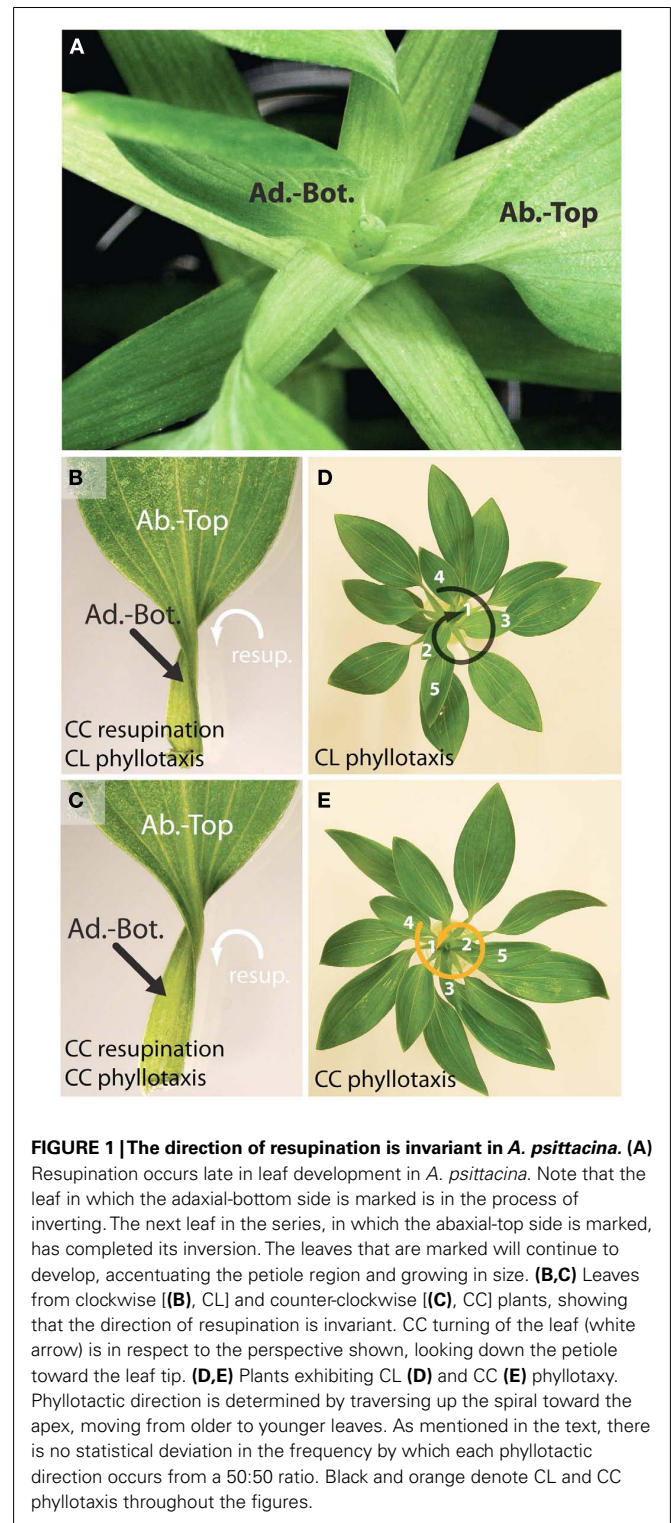 A
Ad.-Bot.
Ab.-Top
B
Ab.-Top
Ad.-Bot.
resup.
CC resupination
CL phyllotaxis
D
4
1
3
2
5
CL phyllotaxis
C
Ab.-Top
Ad.-Bot.
resup.
CC resupination
CC phyllotaxis
E
4
1
2
5
3
CC phyllotaxis
FIGURE 1 | The direction of resupination is invariant in A. psittacina. (A)
Resupination occurs late in leaf development in A. psittacina. Note that the
leaf in which the adaxial-bottom side is marked is in the process of
inverting. The next leaf in the series, in which the abaxial-top side is marked,
has completed its inversion. The leaves that are marked will continue to
develop, accentuating the petiole region and growing in size. (B,C) Leaves
from clockwise [(B), CL] and counter-clockwise [(C), CC] plants, showing
that the direction of resupination is invariant. CC turning of the leaf (white
arrow) is in respect to the perspective shown, looking down the petiole
toward the leaf tip. (D,E) Plants exhibiting CL (D) and CC (E) phyllotaxy.
Phyllotactic direction is determined by traversing up the spiral toward the
apex, moving from older to younger leaves. As mentioned in the text, there
is no statistical deviation in the frequency by which each phyllotactic
direction occurs from a 50:50 ratio. Black and orange denote CL and CC
phyllotaxis throughout the figures.